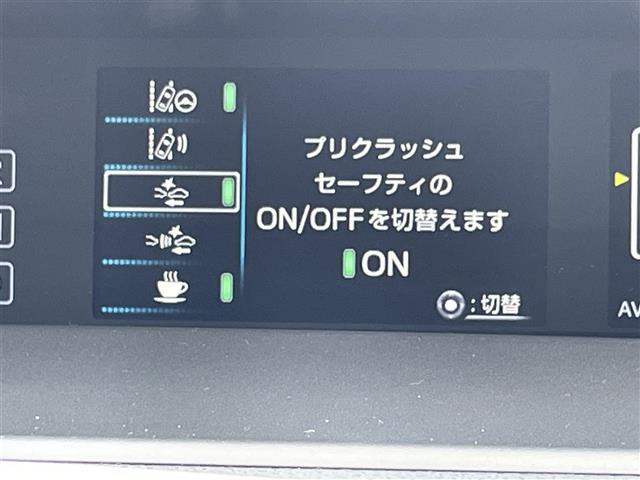 プリクラッシュ
セーフティの
ON/OFFを切替えます
ON
:切替
AV